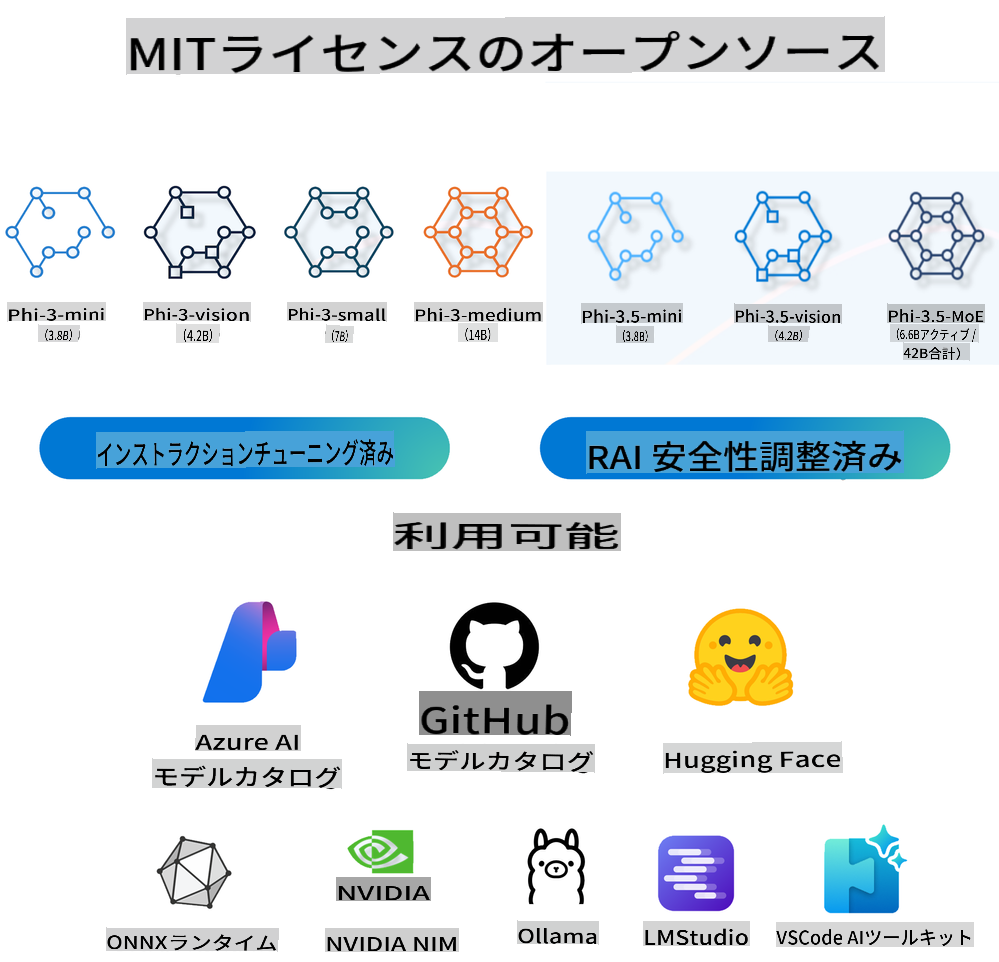 MITライセンスのオープンソース
Phi-3-mini
(3.8B)
Phi-3-vision
(4.2B)
Phi-3-small
(7B)
Phi-3-medium
(14B)
Phi-3.5-mini
(3.8B)
Phi-3.5-vision
(4.2B)
Phi-3.5-MoE
(6.6Bアクティブ /
42B合計)
インストラクションチューニング済み
RAI 安全性調整済み
利用可能
Azure AI
モデルカタログ
GitHub
モデルカタログ
Hugging Face
ONNXランタイム
NVIDIA
NVIDIA NIM
Ollama
LMStudio
VSCode AIツールキット